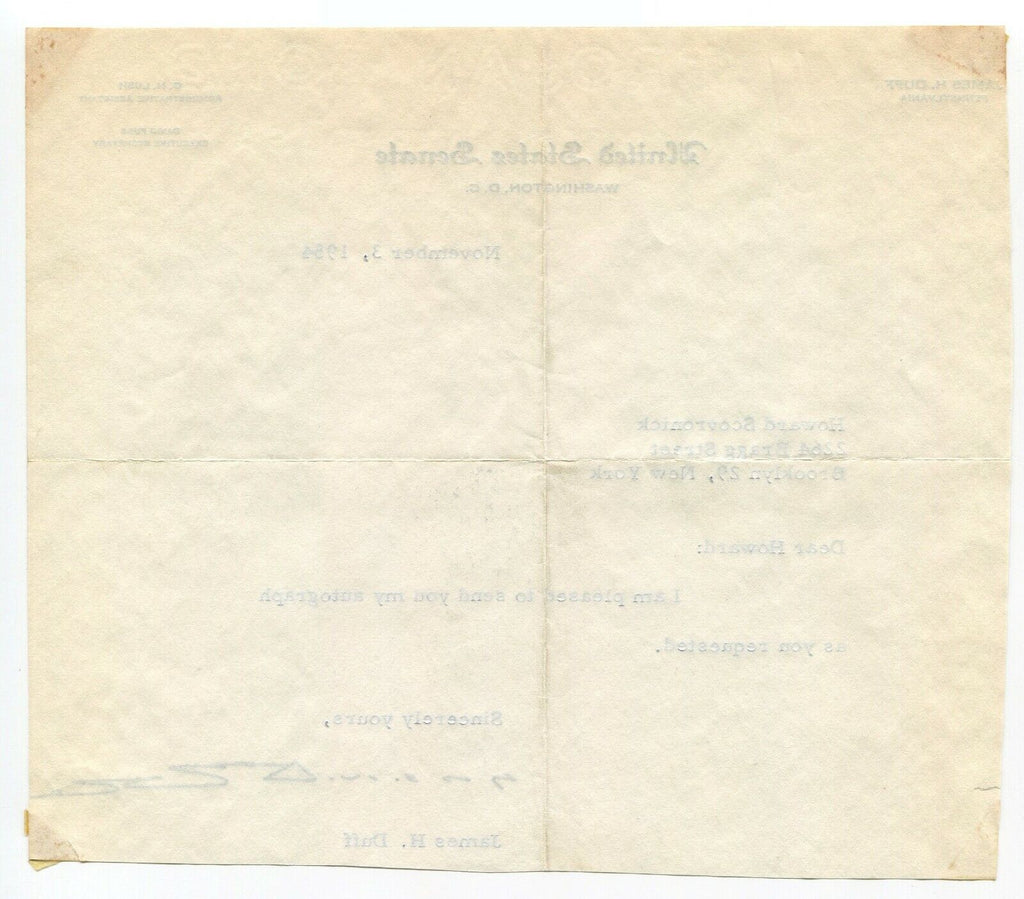 JAMES H. DUFF
PENNSYLVANIA
G. H. LUSH
ADMINISTRATIVE ASSISTANT
EXECUTIVE SECRETARY
United States Senate
WASHINGTON, D.C.
November 3, 1954
Howard Scovronick
2264 Bragg Street
Brooklyn 29, New York
Dear Howard:
I am pleased to send you my autograph
as you requested.
Sincerely yours,
James H. Duff